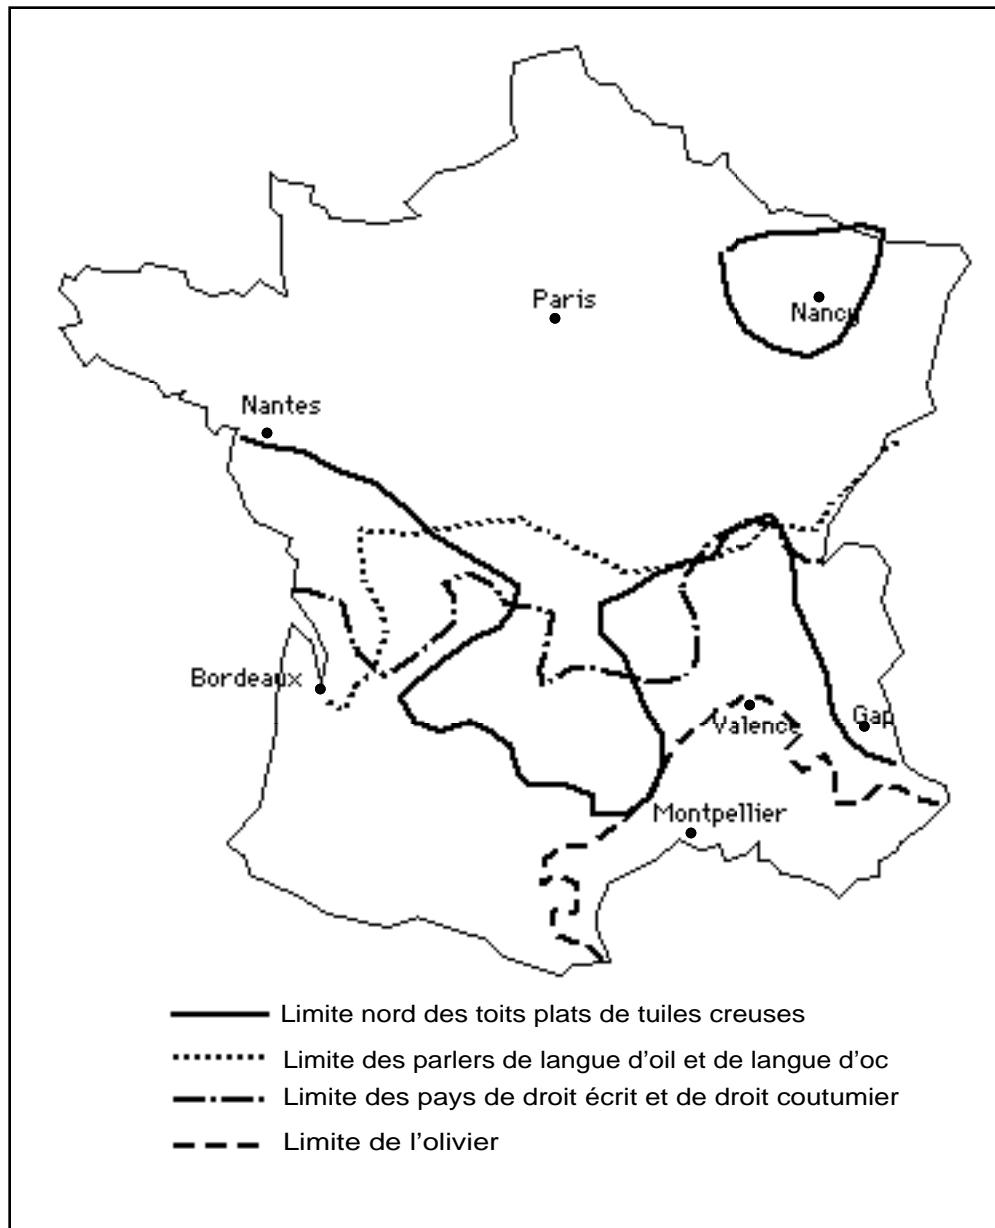 Paris
Nancy
Nantes
Bordeaux
Gap
Valence
Montpellier
Limite nord des toits plats de tuiles creuses
Limite des parlers de langue d'oil et de langue d'oc
Limite des pays de droit écrit et de droit coutumier
Limite de l'olivier